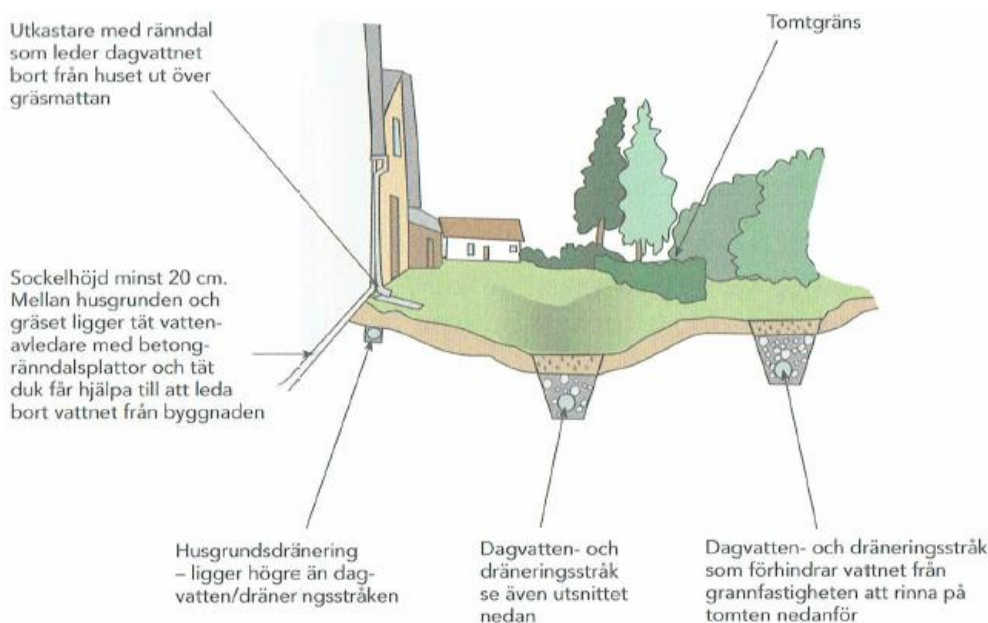 Utkastare med ränndal
som leder dagvattnet
bort från huset ut över
gräsmattan
Tomtgräns
Sockelhöjd minst 20 cm.
Mellan husgrunden och
gräset ligger tät vatten-
avledare med betong-
ränndalsplattor och tät
duk får hjälpa till att leda
bort vattnet från byggnaden
Husgrundsdränering
– ligger högre än dag-
vatten/dräner ngsstråken
Dagvatten- och
dräneringsstråk
se även utsnittet
nedan
Dagvatten- och dräneringsstråk
som förhindrar vattnet från
grannfastigheten att rinna på
tomten nedanför